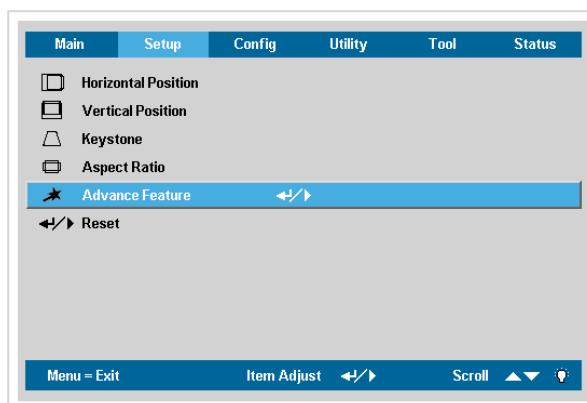 Main Setup Config Utility Tool Status
Horizontal Position
Vertical Position
Keystone
Aspect Ratio
Advance Feature
Reset
Menu = Exit Item Adjust Scroll